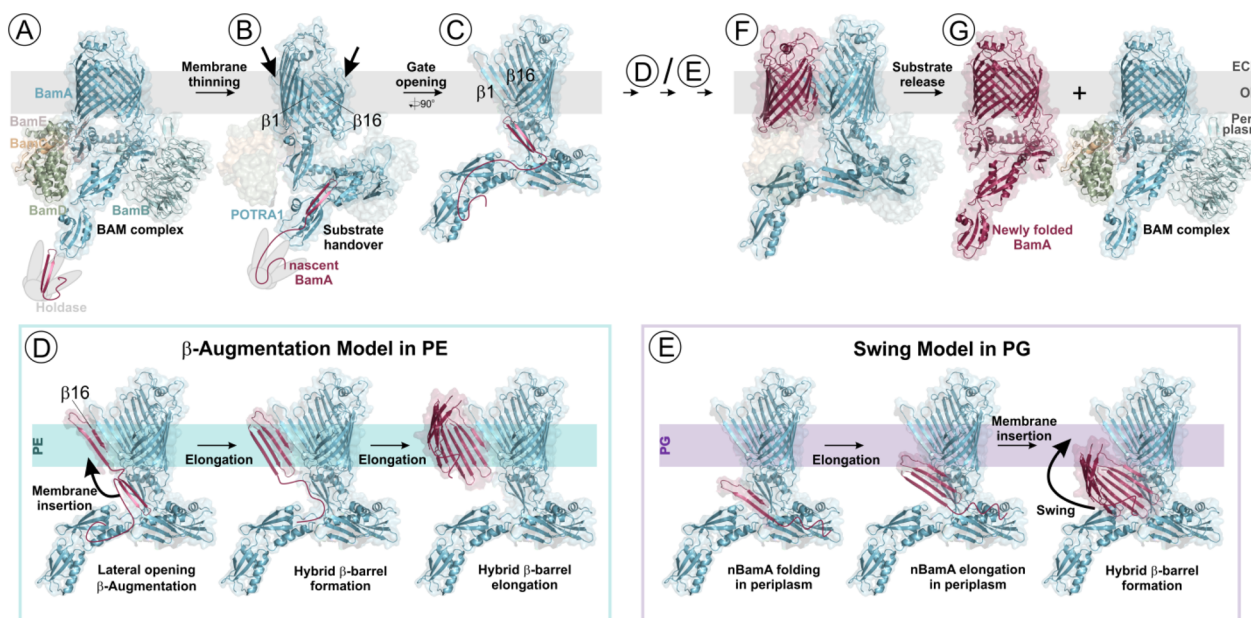 A
BamA
BamE
BamD
BamB
BAM complex
Holdase
Membrane
thinning
B
β1
β16
POTRA1
Substrate
handover
nascent
BamA
Gate
opening
90°
C
β16
β1
D / E
F
Substrate
release
G
+
EC
O
Per
plasm
Newly folded
BamA
BAM complex
D
β-Augmentation Model in PE
β16
PE
Membrane
insertion
Elongation
Elongation
Lateral opening
β-Augmentation
Hybrid β-barrel
formation
Hybrid β-barrel
elongation
E
Swing Model in PG
PG
Elongation
Membrane
insertion
Swing
nBamA folding
in periplasm
nBamA elongation
in periplasm
Hybrid β-barrel
formation